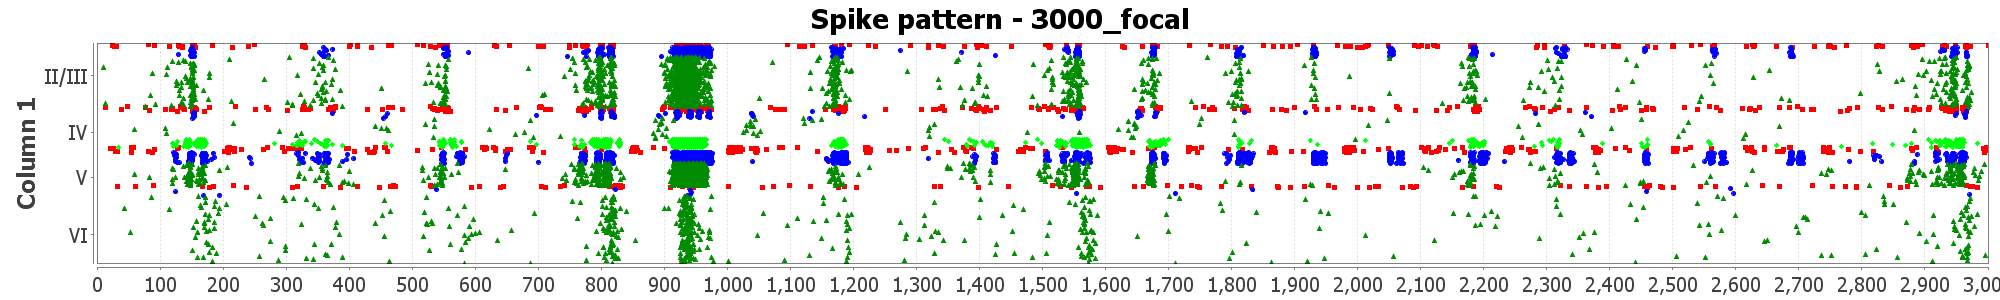 Spike pattern - 3000_focal
Column 1
II/III
IV
V
VI
0 100 200 300 400 500 600 700 800 900 1,000 1,100 1,200 1,300 1,400 1,500 1,600 1,700 1,800 1,900 2,000 2,100 2,200 2,300 2,400 2,500 2,600 2,700 2,800 2,900 3,00